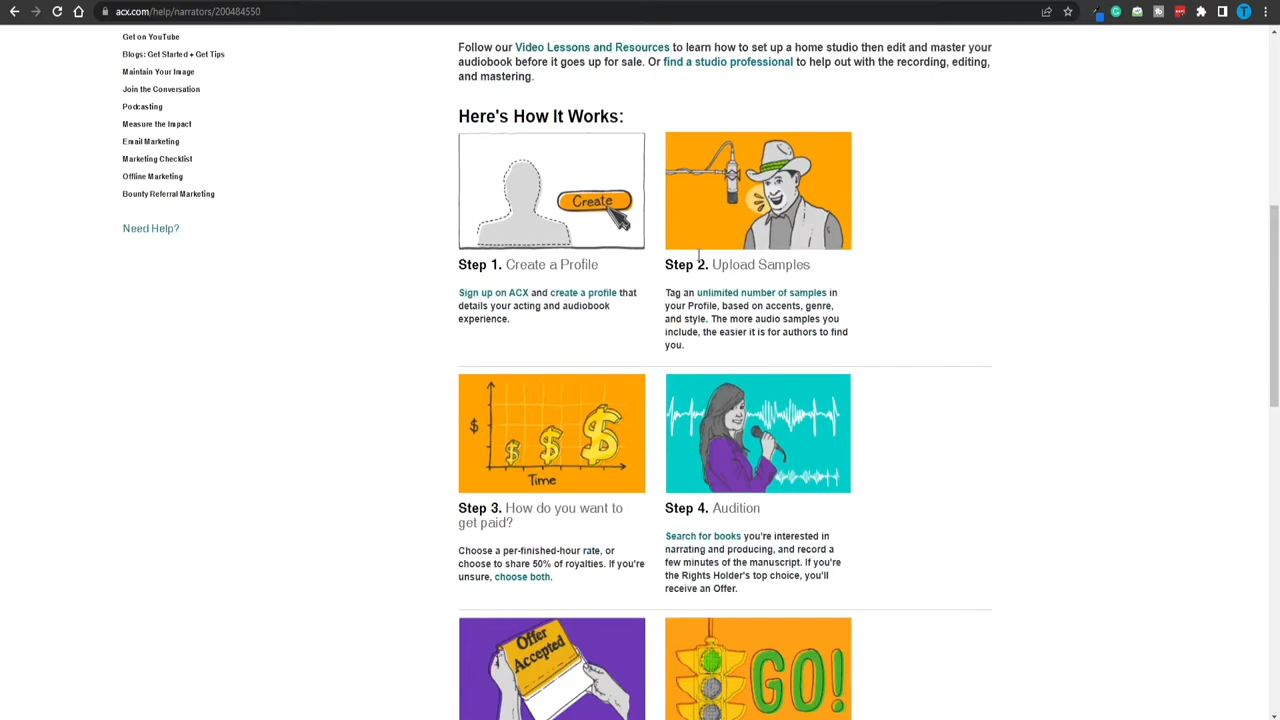 acx.com/help/narrators/200484550
T
Get on YouTube
Blogs: Get Started + Get Tips
Maintain Your Image
Join the Conversation
Podcasting
Measure the Impact
Email Marketing
Marketing Checklist
Offline Marketing
Bounty Referral Marketing
Need Help?
Follow our Video Lessons and Resources to learn how to set up a home studio then edit and master your
audiobook before it goes up for sale. Or find a studio professional to help out with the recording, editing,
and mastering.
Here's How It Works:
Create
Step 1. Create a Profile
Sign up on ACX and create a profile that
details your acting and audiobook
experience.
Step 2. Upload Samples
Tag an unlimited number of samples in
your Profile, based on accents, genre,
and style. The more audio samples you
include, the easier it is for authors to find
you.
$
Time
Step 3. How do you want to
get paid?
Choose a per-finished-hour rate, or
choose to share 50% of royalties. If you're
unsure, choose both.
Step 4. Audition
Search for books you're interested in
narrating and producing, and record a
few minutes of the manuscript. If you're
the Rights Holder's top choice, you'll
receive an Offer.
Offer
Accepted
GO!